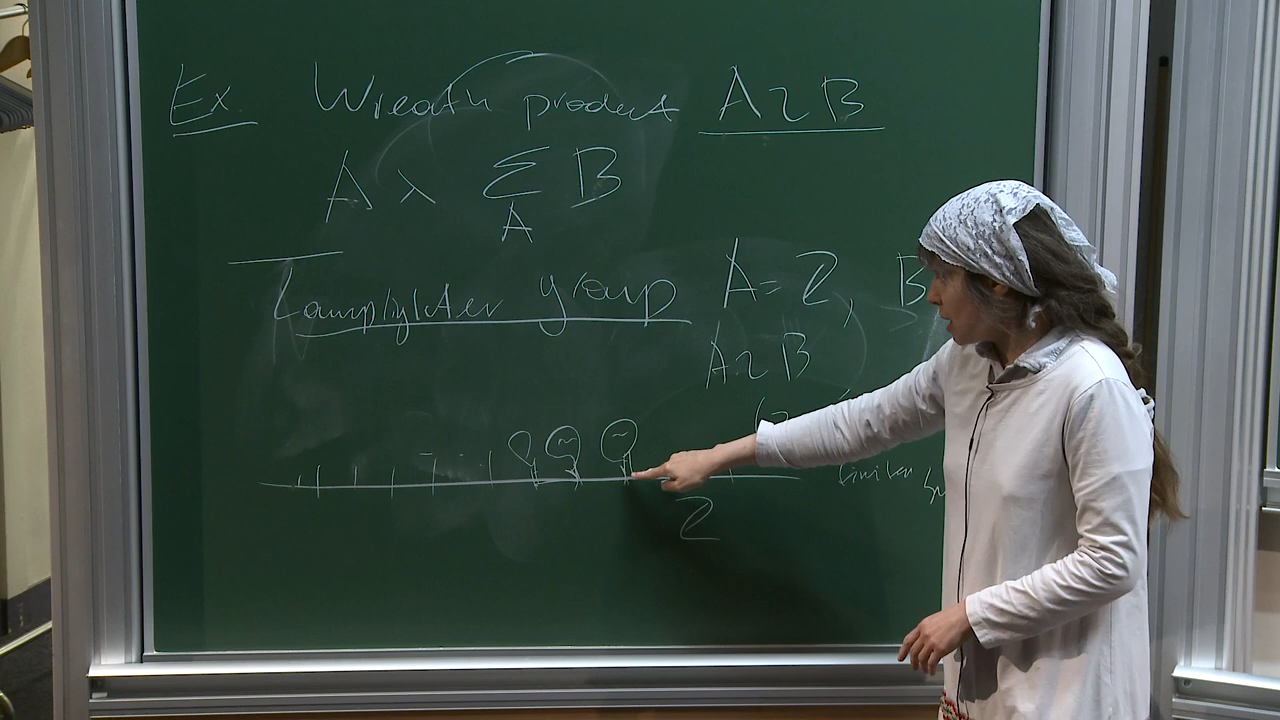 Ex. Wreath product A ≀ B
A ⋌ Σ B
A
Lamplighter group A = Z, B
A ≀ B
Z